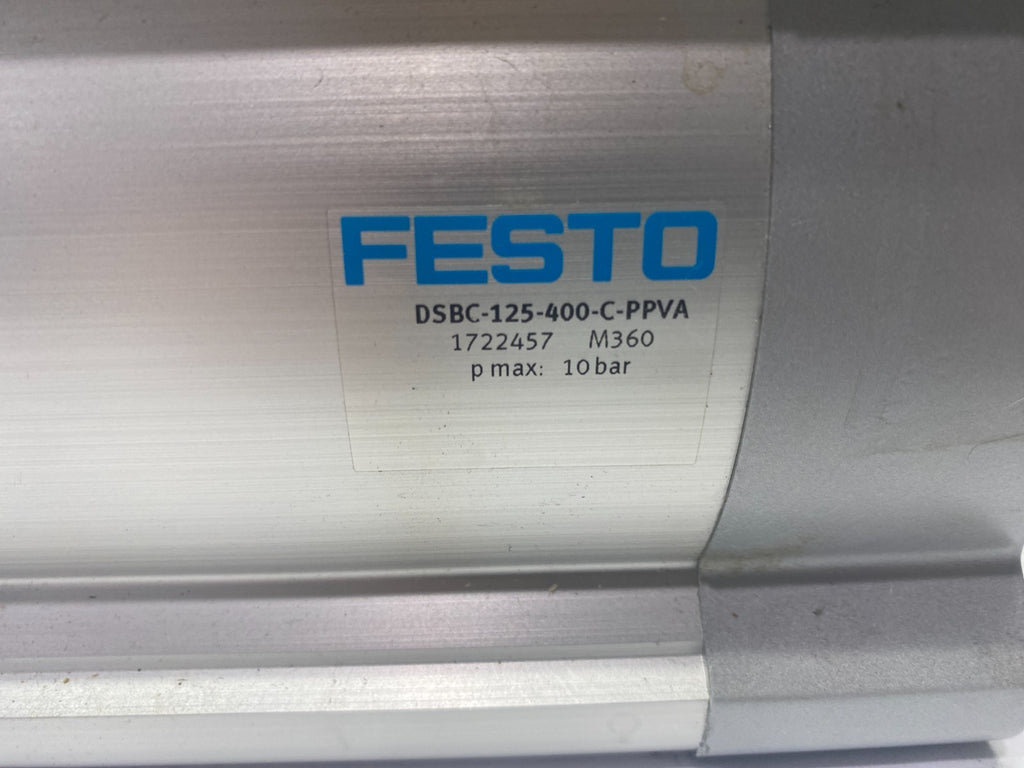 FESTO
DSBC-125-400-C-PPVA
1722457 M360
p max: 10 bar